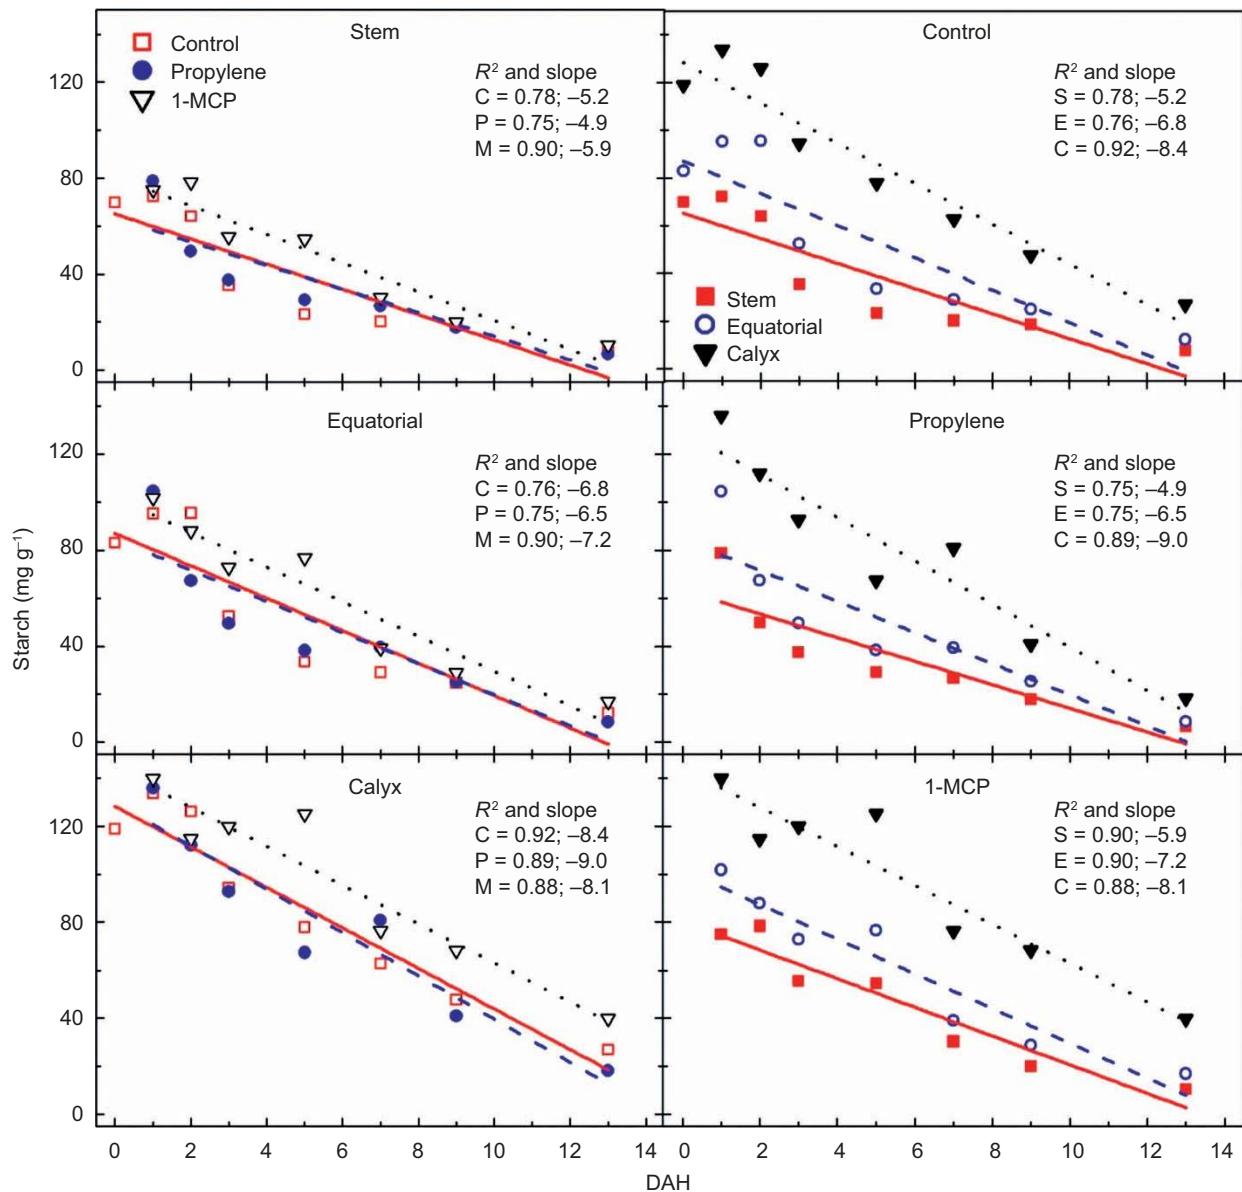 Stem
Control
Propylene
1-MCP
R² and slope
C = 0.78; –5.2
P = 0.75; –4.9
M = 0.90; –5.9
120
80
40
0
Control
R² and slope
S = 0.78; –5.2
E = 0.76; –6.8
C = 0.92; –8.4
Stem
Equatorial
Calyx
Equatorial
R² and slope
C = 0.76; –6.8
P = 0.75; –6.5
M = 0.90; –7.2
120
80
40
0
Propylene
R² and slope
S = 0.75; –4.9
E = 0.75; –6.5
C = 0.89; –9.0
Starch (mg g⁻¹)
Calyx
R² and slope
C = 0.92; –8.4
P = 0.89; –9.0
M = 0.88; –8.1
120
80
40
0
1-MCP
R² and slope
S = 0.90; –5.9
E = 0.90; –7.2
C = 0.88; –8.1
0 2 4 6 8 10 12 14 0 2 4 6 8 10 12 14
DAH